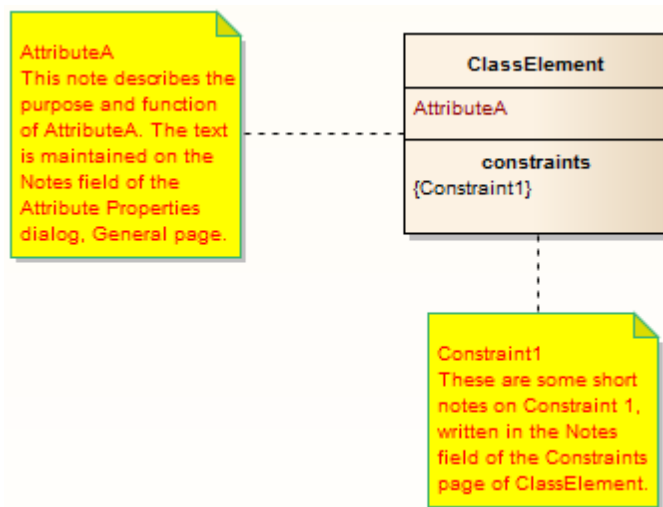 AttributeA
This note describes the
purpose and function
of AttributeA. The text
is maintained on the
Notes field of the
Attribute Properties
dialog, General page.
ClassElement
AttributeA
constraints
{Constraint1}
Constraint1
These are some short
notes on Constraint 1,
written in the Notes
field of the Constraints
page of ClassElement.